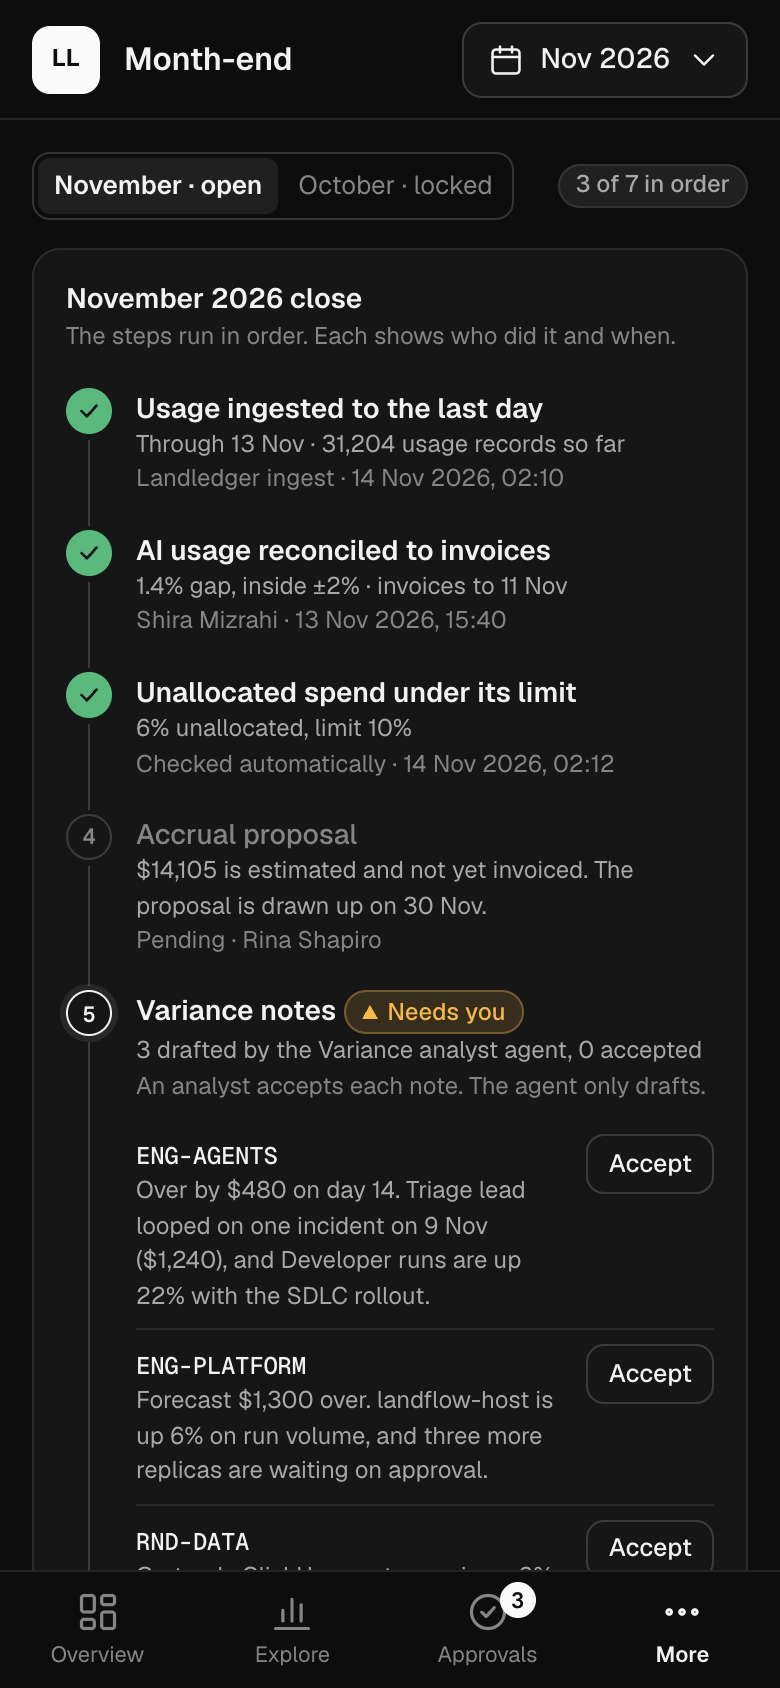 LL
Month-end
Nov 2026
November · open
October · locked
3 of 7 in order
November 2026 close
The steps run in order. Each shows who did it and when.
Usage ingested to the last day
Through 13 Nov · 31,204 usage records so far
Landledger ingest · 14 Nov 2026, 02:10
AI usage reconciled to invoices
1.4% gap, inside ±2% · invoices to 11 Nov
Shira Mizrahi · 13 Nov 2026, 15:40
Unallocated spend under its limit
6% unallocated, limit 10%
Checked automatically · 14 Nov 2026, 02:12
4
Accrual proposal
$14,105 is estimated and not yet invoiced. The
proposal is drawn up on 30 Nov.
Pending · Rina Shapiro
5
Variance notes
Needs you
3 drafted by the Variance analyst agent, 0 accepted
An analyst accepts each note. The agent only drafts.
ENG-AGENTS
Accept
Over by $480 on day 14. Triage lead
looped on one incident on 9 Nov
($1,240), and Developer runs are up
22% with the SDLC rollout.
ENG-PLATFORM
Accept
Forecast $1,300 over. landflow-host is
up 6% on run volume, and three more
replicas are waiting on approval.
RND-DATA
Accept
Overview
Explore
3
Approvals
More